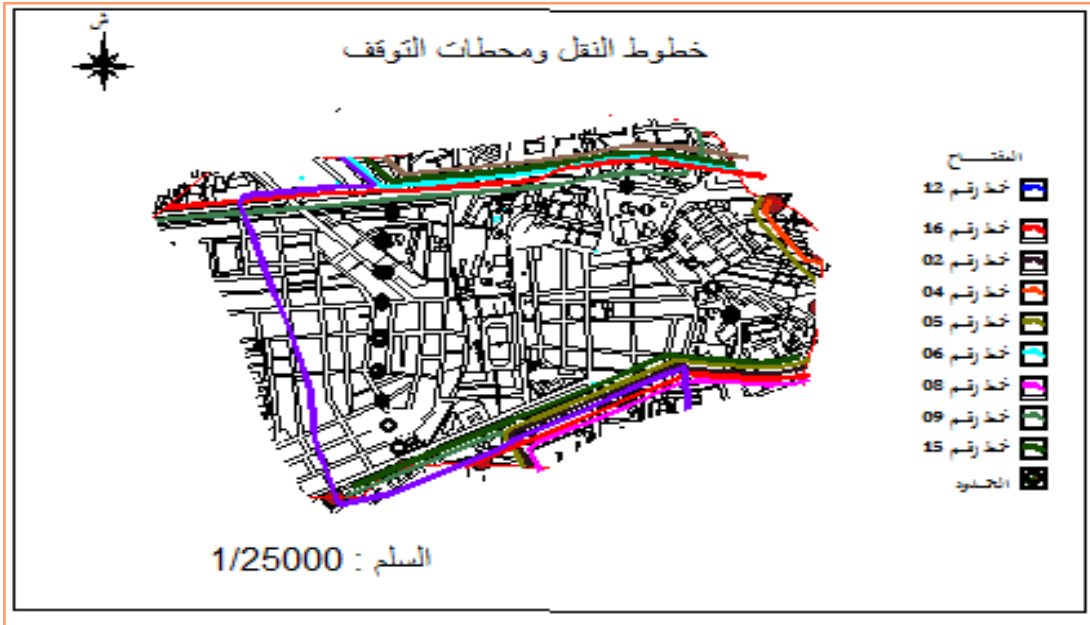 ش
خطوط النقل ومحطات التوقف
المفتـــاح
خط رقم 12
خط رقم 16
خط رقم 02
خط رقم 04
خط رقم 05
خط رقم 06
خط رقم 08
خط رقم 09
خط رقم 15
الحدود
السلم : 1/25000